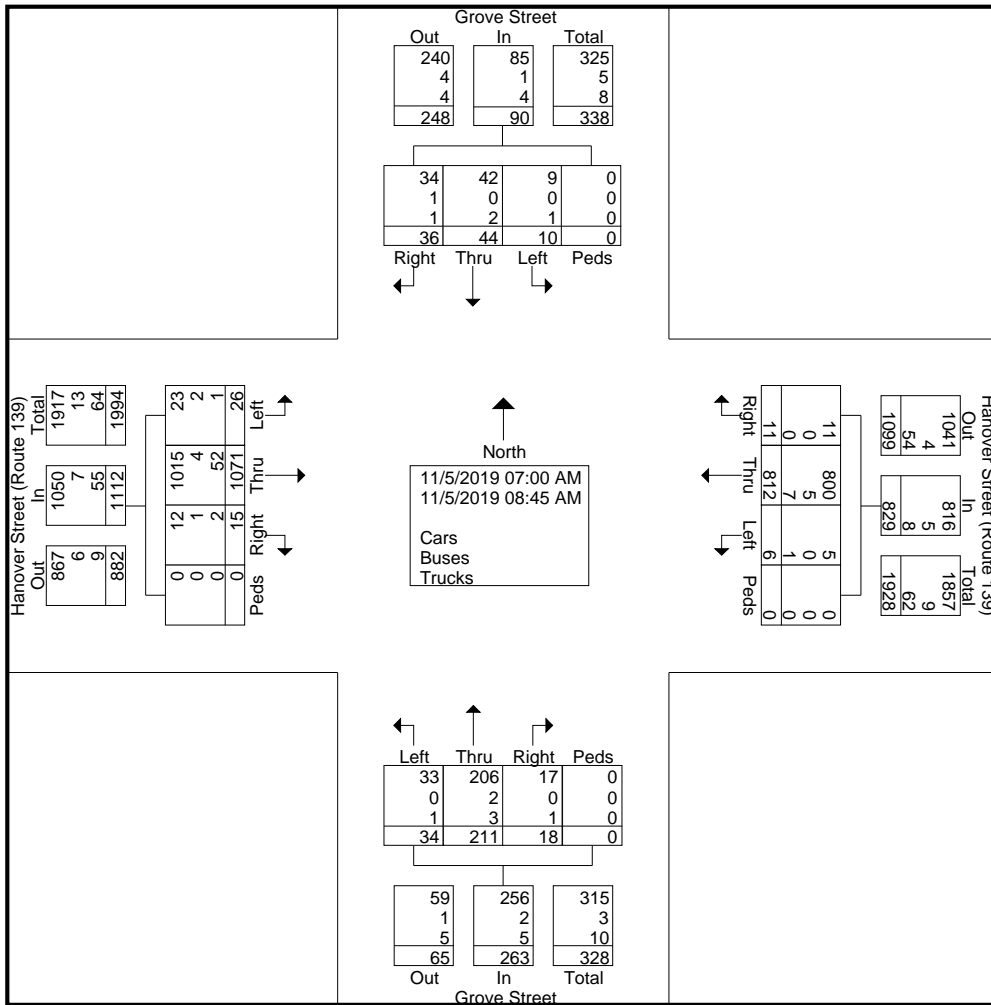 Grove Street
Out In Total
240 85 325
4 1 5
4 4 8
248 90 338
34 42 9 0
1 0 0 0
1 2 1 0
36 44 10 0
Right Thru Left Peds
Hanover Street (Route 139)
Total In Out
1917 1050 867
13 7 6
64 55 9
1994 1112 882
23 1015 12 0
2 4 1 0
1 52 2 0
26 1071 15 0
Left Thru Right Peds
North
11/5/2019 07:00 AM
11/5/2019 08:45 AM
Cars
Buses
Trucks
Right Thru Left Peds
11 800 5 0
0 5 0 0
0 7 1 0
11 812 6 0
Hanover Street (Route 139)
Out In Total
1041 816 1857
4 5 9
54 8 62
1099 829 1928
Left Thru Right Peds
33 206 17 0
0 2 0 0
1 3 1 0
34 211 18 0
59 256 315
1 2 3
5 5 10
65 263 328
Out In Total
Grove Street